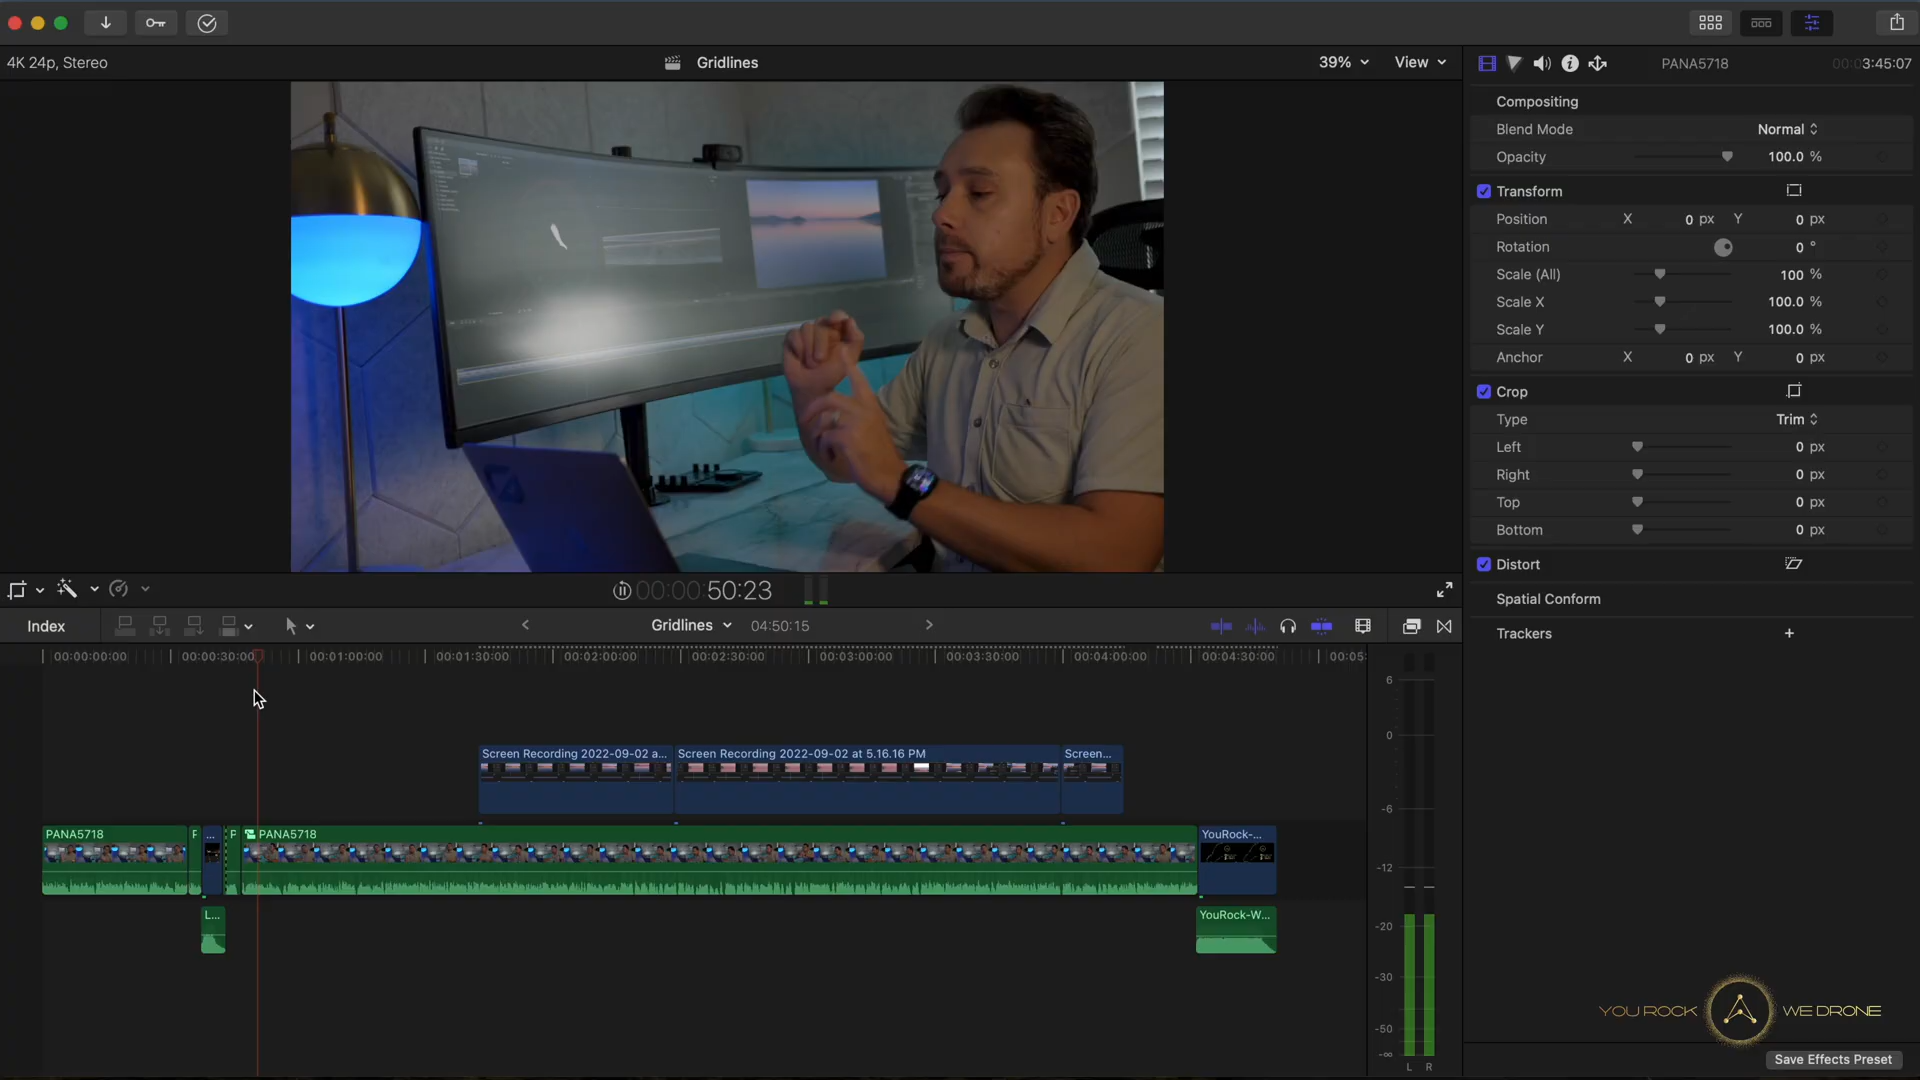 4K 24p, Stereo
Gridlines
39%
View
PANA5718
00:03:45:07
Compositing
Blend Mode
Normal
Opacity
100.0 %
Transform
Position
X
0 px
Y
0 px
Rotation
0 °
Scale (All)
100 %
Scale X
100.0 %
Scale Y
100.0 %
Anchor
X
0 px
Y
0 px
Crop
Type
Trim
Left
0 px
Right
0 px
Top
0 px
Bottom
0 px
Distort
Spatial Conform
Trackers
00:00:50:23
Index
Gridlines
04:50:15
00:00:00:00
00:00:30:00
00:01:00:00
00:01:30:00
00:02:00:00
00:02:30:00
00:03:00:00
00:03:30:00
00:04:00:00
00:04:30:00
00:05:
Screen Recording 2022-09-02 a...
Screen Recording 2022-09-02 at 5.16.16 PM
Screen...
PANA5718
P
...
P
PANA5718
YouRock-...
L...
YouRock-W...
6
0
-6
-12
-20
-30
-50
-∞
L
R
YOU ROCK
WE DRONE
Save Effects Preset